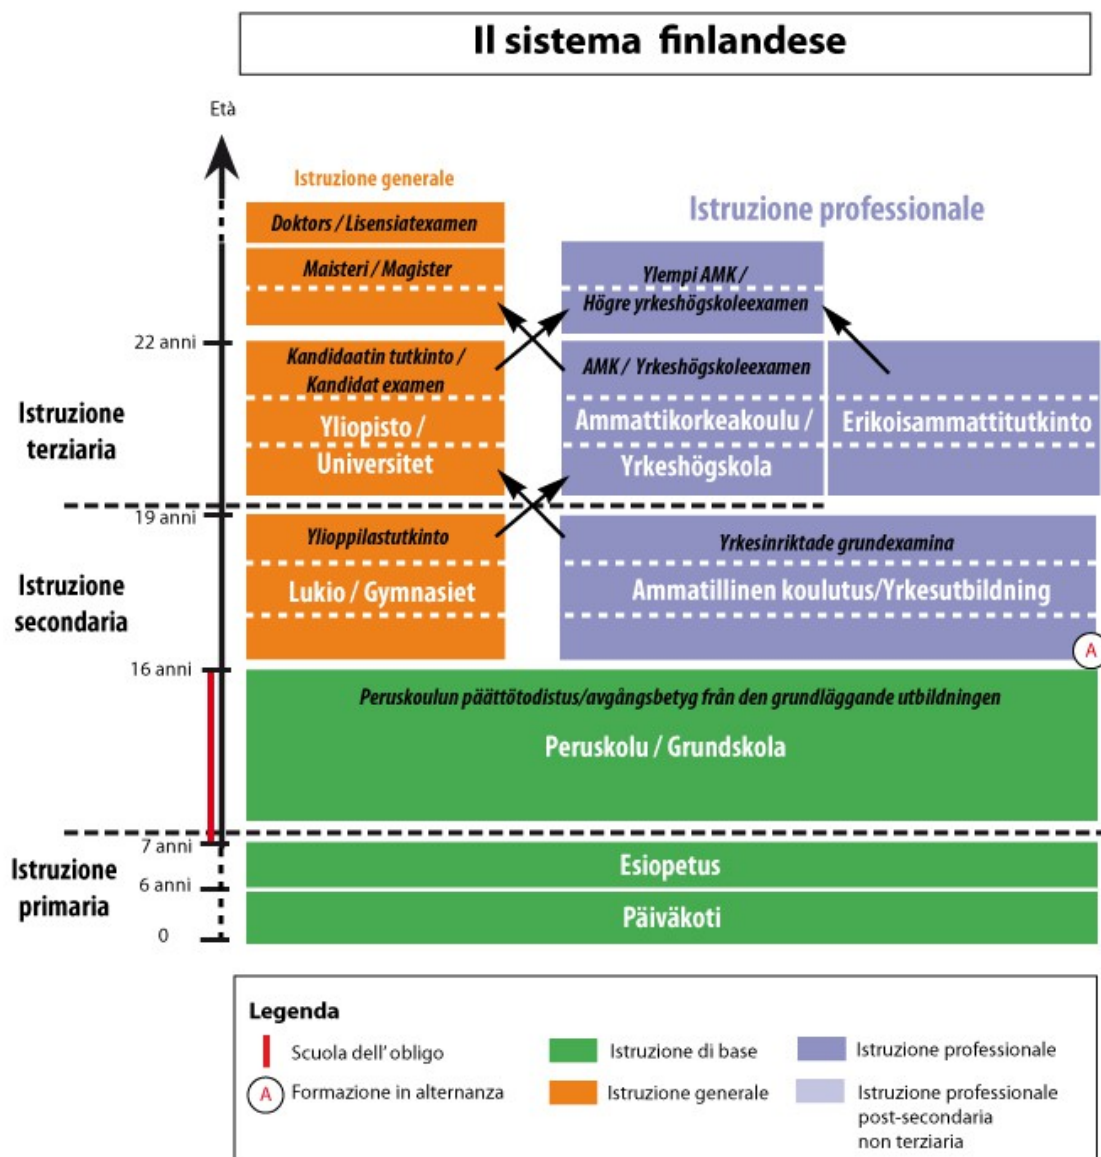 Il sistema finlandese
Età
Istruzione generale
Istruzione professionale
Doktors / Lisensiatexamen
Maisteri / Magister
Ylempi AMK /
Högre yrkeshögskoleexamen
22 anni
Kandidaatin tutkinto /
Kandidat examen
AMK / Yrkeshögskoleexamen
Istruzione
terziaria
Yliopisto /
Universitet
Ammattikorkeakoulu /
Yrkeshögskola
Erikoisammattitutkinto
19 anni
Ylioppilastutkinto
Yrkesinriktade grundexamina
Istruzione
secondaria
Lukio / Gymnasiet
Ammatillinen koulutus/Yrkesutbildning
A
16 anni
Peruskoulun päättötodistus/avgångsbetyg från den grundläggande utbildningen
Peruskolu / Grundskola
7 anni
Istruzione
primaria
Esiopetus
6 anni
Päiväkoti
0
Legenda
Scuola dell'obligo
Istruzione di base
Istruzione professionale
A
Formazione in alternanza
Istruzione generale
Istruzione professionale
post-secondaria
non terziaria